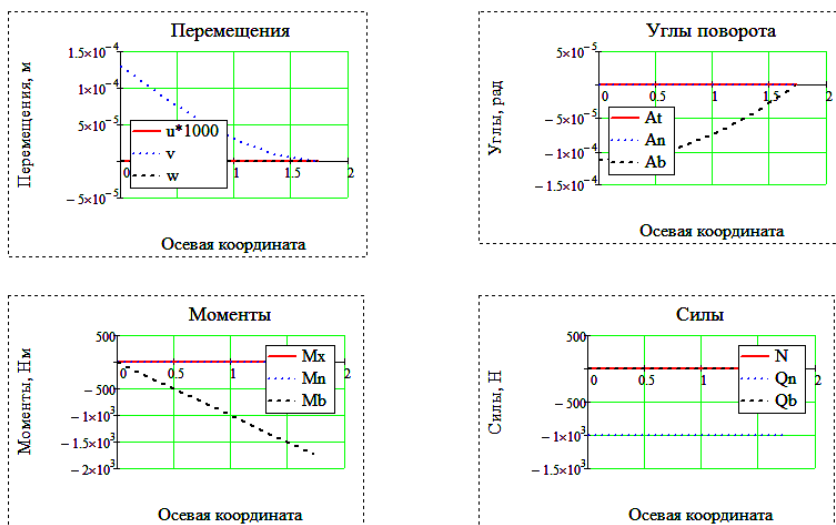 Перемещения
Перемещения, м
1.5×10⁻⁴
1×10⁻⁴
5×10⁻⁵
0
1
1.5
2
−5×10⁻⁵
u*1000
v
w
Осевая координата
Углы поворота
Углы, рад
5×10⁻⁵
0
0.5
1
1.5
2
−5×10⁻⁵
−1×10⁻⁴
−1.5×10⁻⁴
At
An
Ab
Осевая координата
Моменты
Моменты, Нм
500
0
0.5
1
2
−500
−1×10³
−1.5×10³
−2×10³
Mx
Mn
Mb
Осевая координата
Силы
Силы, Н
500
0
0.5
1
2
−500
−1×10³
−1.5×10³
N
Qn
Qb
Осевая координата